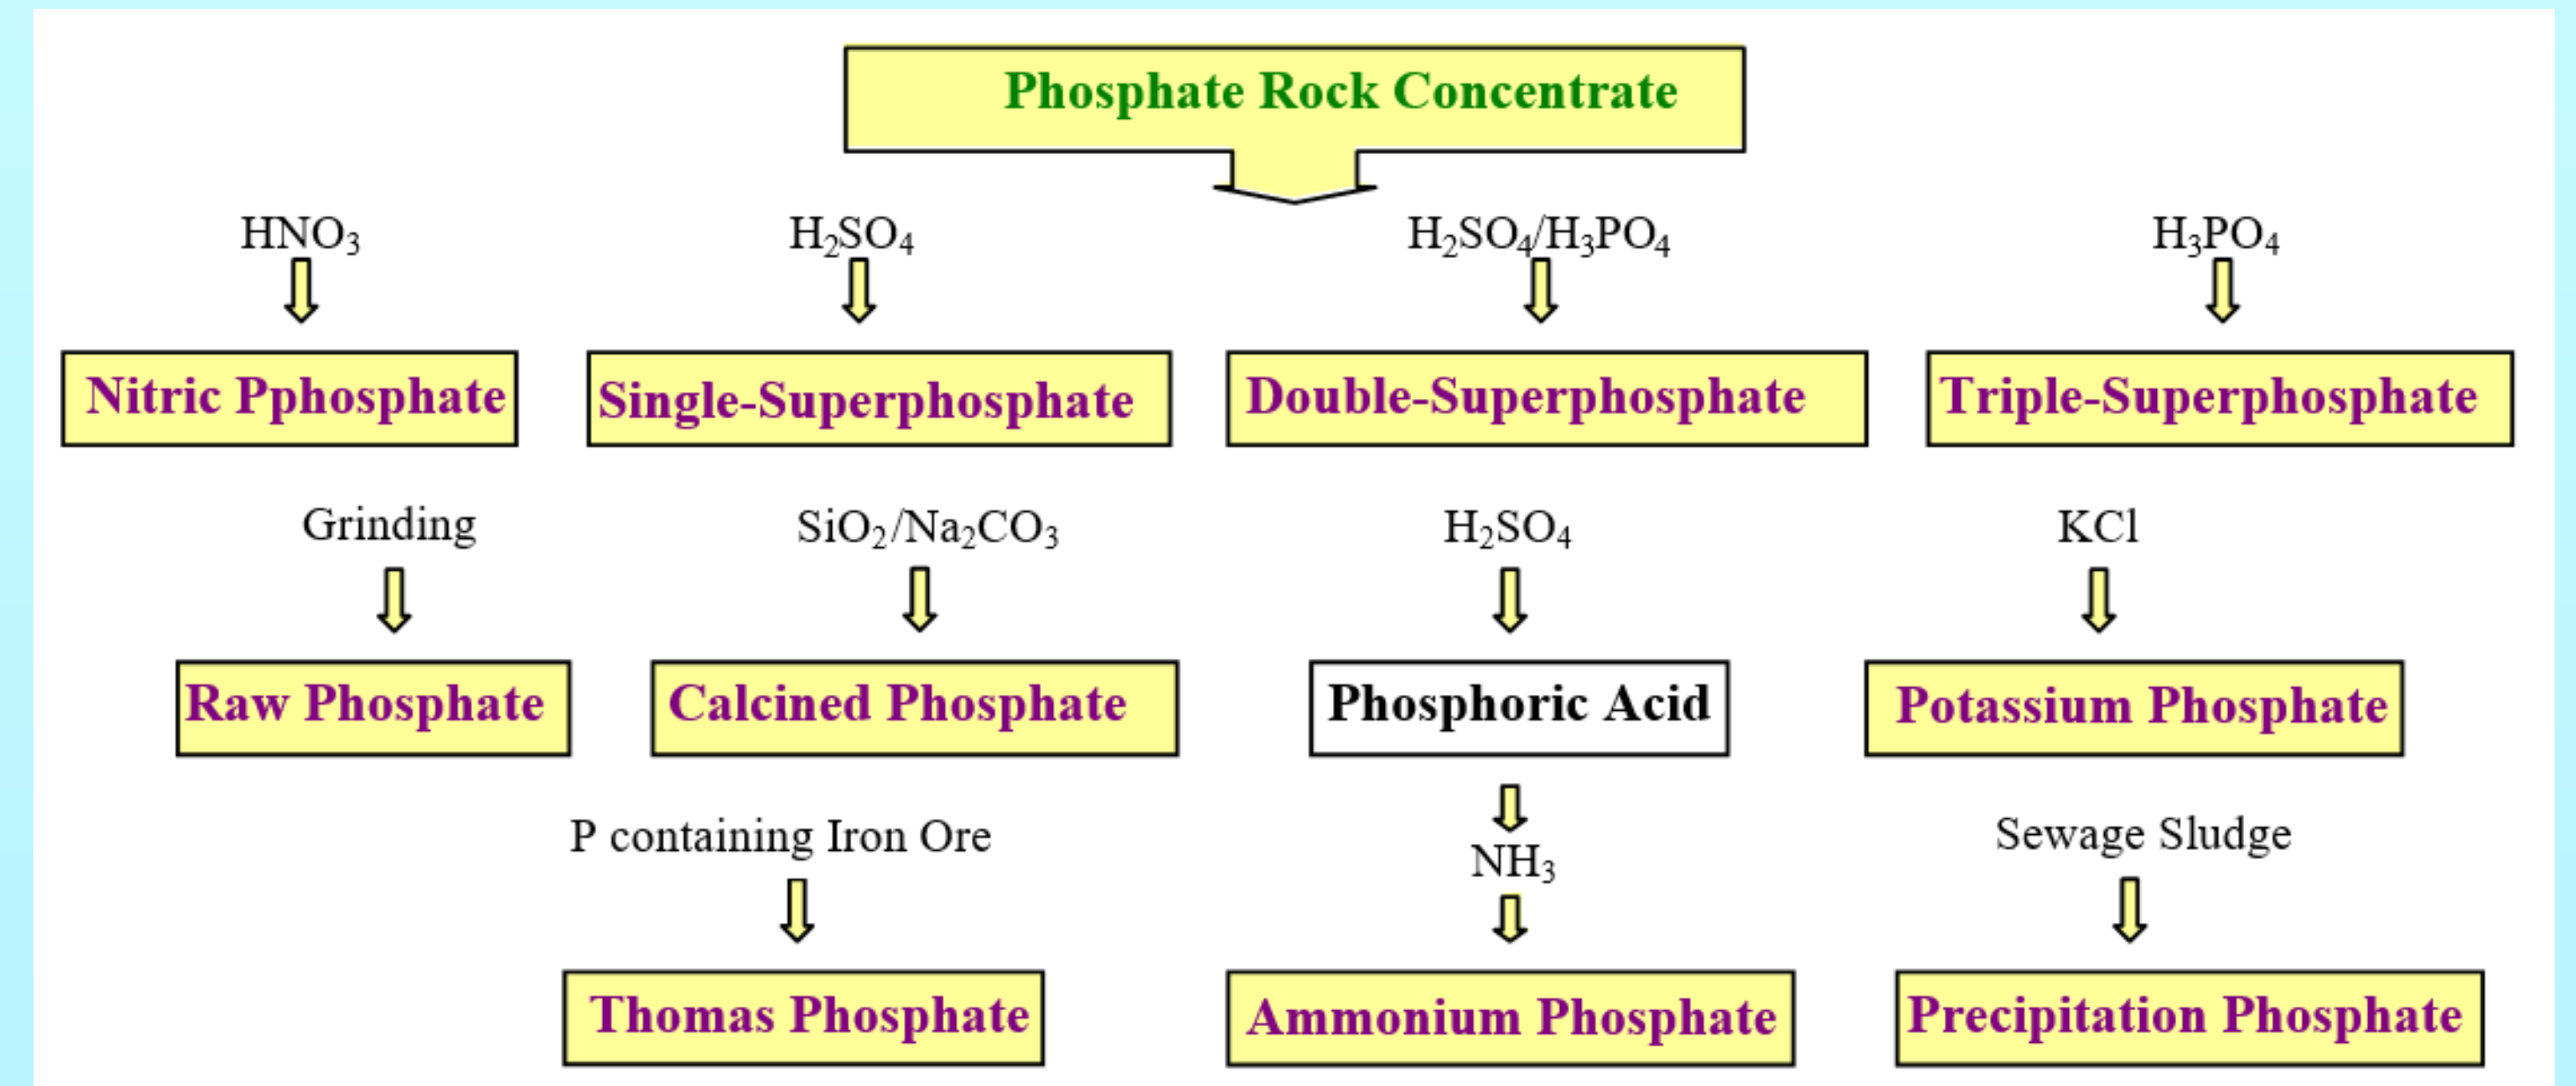 Phosphate Rock Concentrate
HNO3
H2SO4
H2SO4/H3PO4
H3PO4
Nitric Pphosphate
Single-Superphosphate
Double-Superphosphate
Triple-Superphosphate
Grinding
SiO2/Na2CO3
H2SO4
KCl
Raw Phosphate
Calcined Phosphate
Phosphoric Acid
Potassium Phosphate
P containing Iron Ore
NH3
Sewage Sludge
Thomas Phosphate
Ammonium Phosphate
Precipitation Phosphate